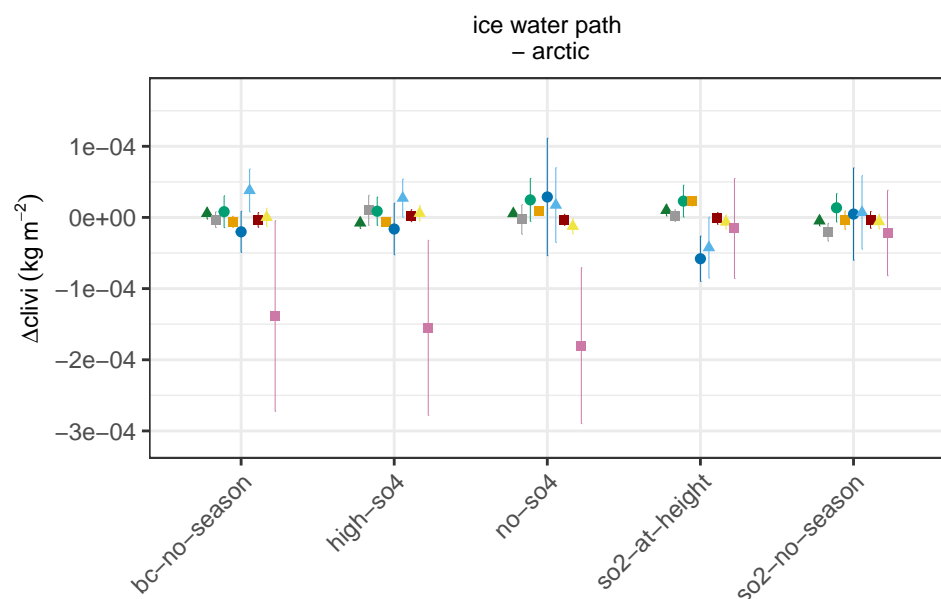 ice water path
− arctic
Δclivi (kg m⁻²)
1e−04
0e+00
−1e−04
−2e−04
−3e−04
bc−no−season
high−so4
no−so4
so2−at−height
so2−no−season